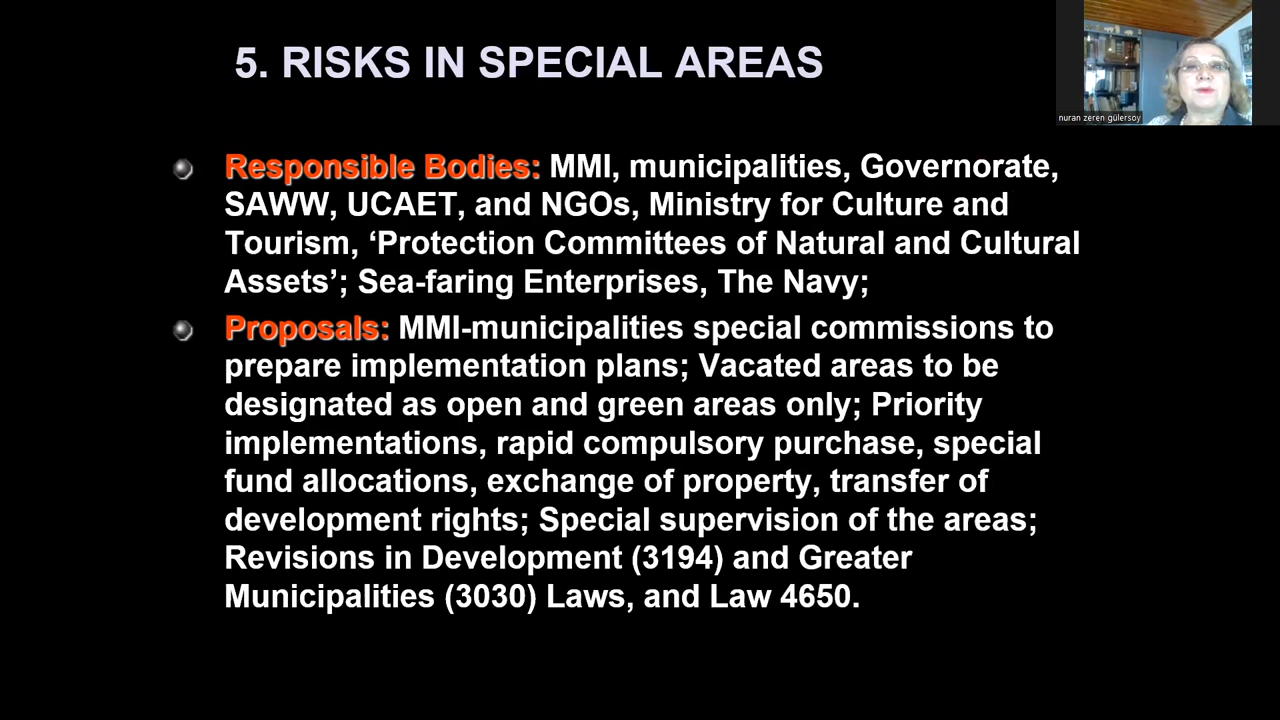 5. RISKS IN SPECIAL AREAS
nuran zeren gülersoy
Responsible Bodies: MMI, municipalities, Governorate,
SAWW, UCAET, and NGOs, Ministry for Culture and
Tourism, ‘Protection Committees of Natural and Cultural
Assets’; Sea-faring Enterprises, The Navy;
Proposals: MMI-municipalities special commissions to
prepare implementation plans; Vacated areas to be
designated as open and green areas only; Priority
implementations, rapid compulsory purchase, special
fund allocations, exchange of property, transfer of
development rights; Special supervision of the areas;
Revisions in Development (3194) and Greater
Municipalities (3030) Laws, and Law 4650.